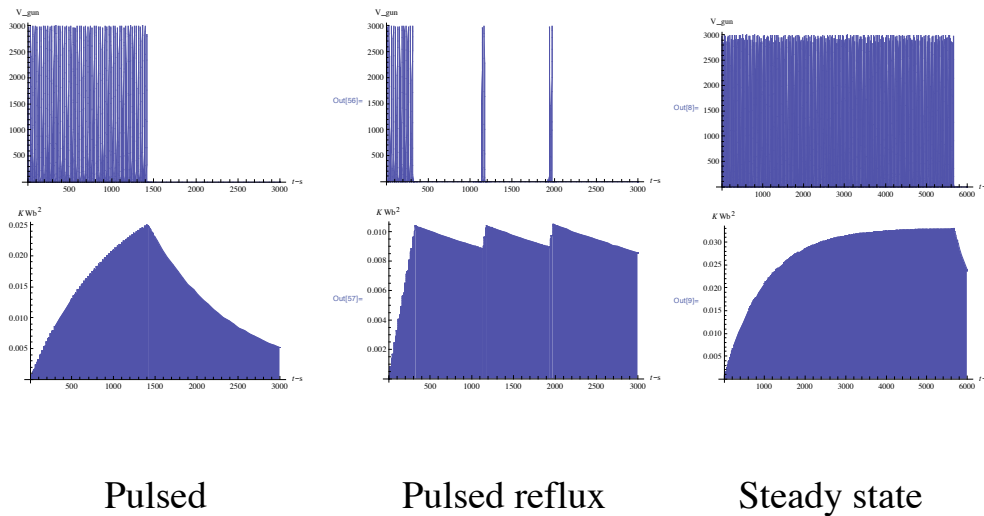 V_gun
3000
2500
2000
1500
1000
500
500 1000 1500 2000 2500 3000
t-s
V_gun
3000
2500
2000
Out[56]=
1500
1000
500
500 1000 1500 2000 2500 3000
t-s
V_gun
3000
2500
2000
Out[8]=
1500
1000
500
1000 2000 3000 4000 5000 6000
t-
K Wb²
0.025
0.020
0.015
0.010
0.005
500 1000 1500 2000 2500 3000
t-s
K Wb²
0.010
0.008
0.006
Out[57]=
0.004
0.002
500 1000 1500 2000 2500 3000
t-s
K Wb²
0.030
0.025
0.020
Out[9]=
0.015
0.010
0.005
1000 2000 3000 4000 5000 6000
t-
Pulsed
Pulsed reflux
Steady state